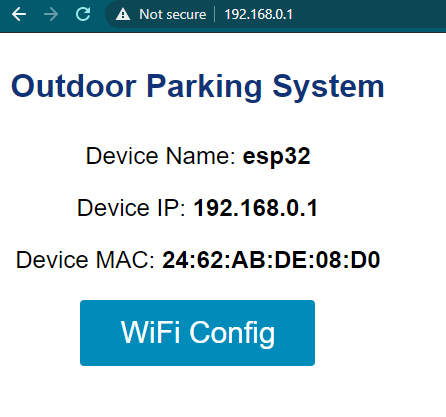 Not secure | 192.168.0.1
Outdoor Parking System
Device Name: esp32
Device IP: 192.168.0.1
Device MAC: 24:62:AB:DE:08:D0
WiFi Config